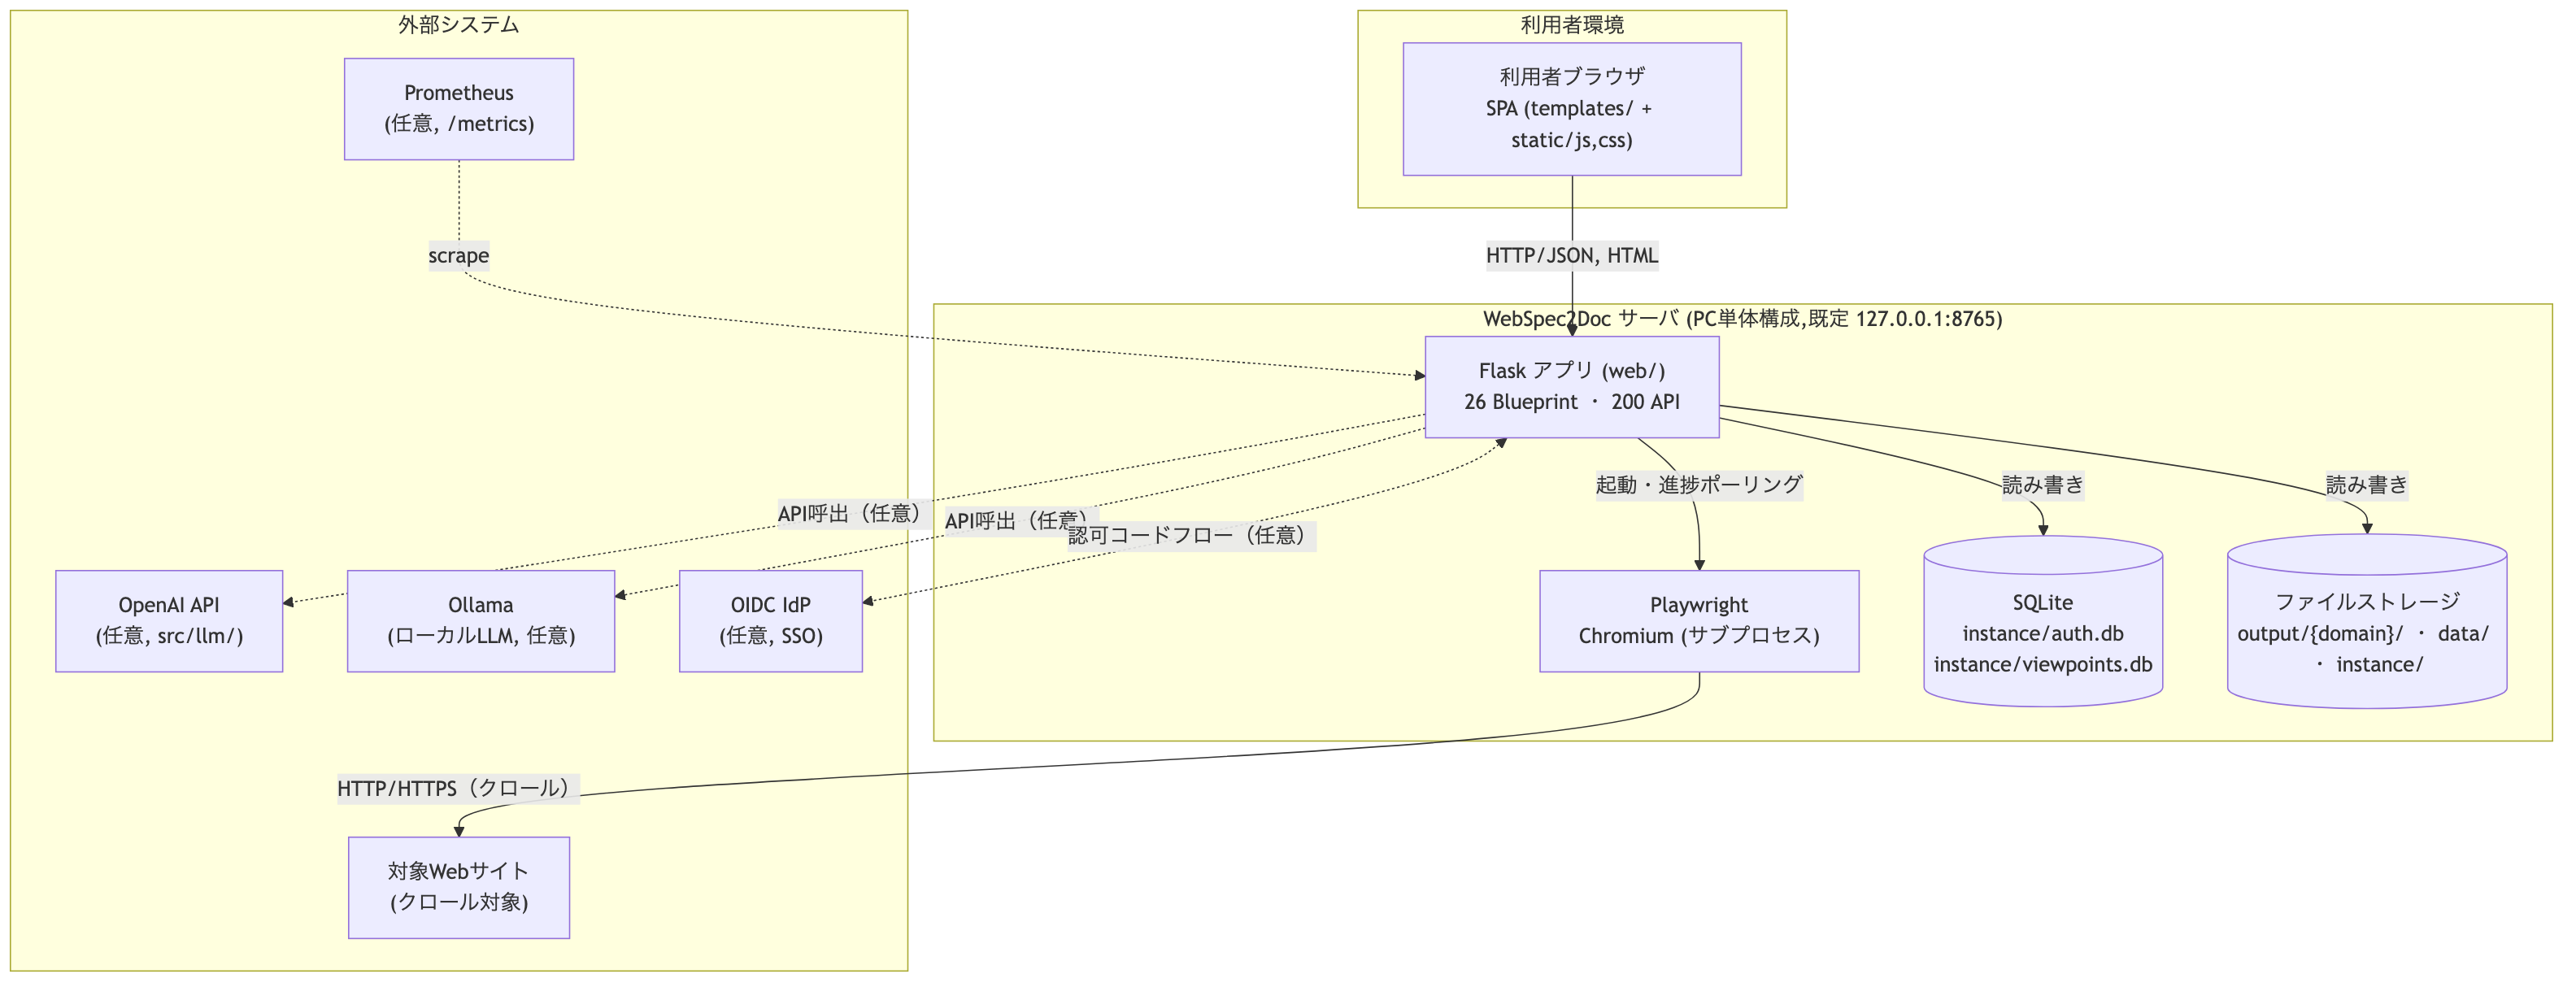 外部システム
Prometheus
(任意, /metrics)
scrape
利用者環境
利用者ブラウザ
SPA (templates/ +
static/js,css)
HTTP/JSON, HTML
WebSpec2Doc サーバ (PC単体構成,既定 127.0.0.1:8765)
Flask アプリ (web/)
26 Blueprint ・ 200 API
API呼出（任意）
API呼出（任意）
認可コードフロー（任意）
起動・進捗ポーリング
読み書き
読み書き
OpenAI API
(任意, src/llm/)
Ollama
(ローカルLLM, 任意)
OIDC IdP
(任意, SSO)
Playwright
Chromium (サブプロセス)
SQLite
instance/auth.db
instance/viewpoints.db
ファイルストレージ
output/{domain}/ ・ data/
・ instance/
HTTP/HTTPS（クロール）
対象Webサイト
(クロール対象)